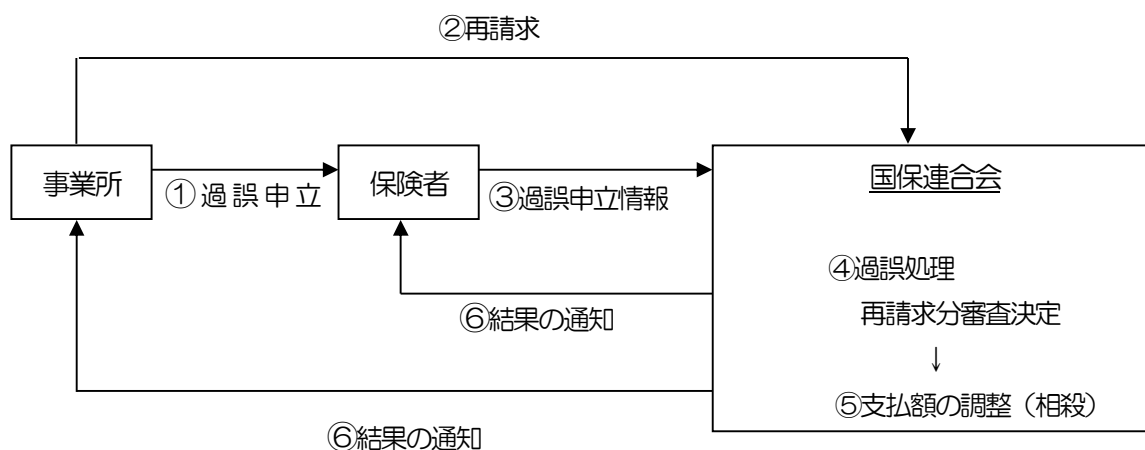 ②再請求
事業所
①過誤申立
保険者
③過誤申立情報
国保連合会
④過誤処理
再請求分審査決定
↓
⑤支払額の調整（相殺）
⑥結果の通知
⑥結果の通知